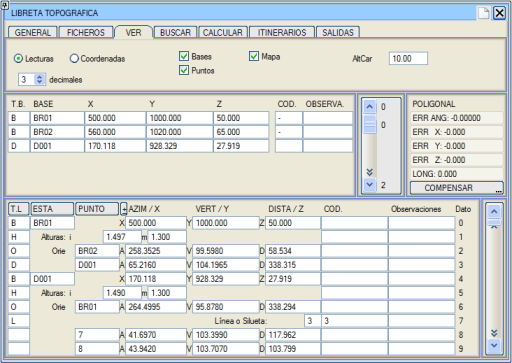 LIBRETA TOPOGRAFICA
GENERAL FICHEROS VER BUSCAR CALCULAR ITINERARIOS SALIDAS
Lecturas Coordenadas Bases Mapa AltCar 10.00
Puntos
3 decimales
T.B. BASE X Y Z COD. OBSERVA.
B BR01 500.000 1000.000 50.000 -
B BR02 560.000 1020.000 65.000 -
D D001 170.118 928.329 27.919
0
0
2
POLIGONAL
ERR ANG: -0.00000
ERR X: -0.000
ERR Y: -0.000
ERR Z: -0.000
LONG: 0.000
COMPENSAR ...
T.L ESTA PUNTO ± AZIM / X VERT / Y DISTA / Z COD. Observaciones Dato
B BR01 X 500.000 Y 1000.000 Z 50.000 0
H Alturas: i 1.497 m 1.300 1
O Orie BR02 A 258.3525 V 99.5980 D 58.534 2
D D001 A 65.2160 V 104.1965 D 338.315 3
B D001 X 170.118 Y 928.329 Z 27.919 4
H Alturas: i 1.490 m 1.300 5
O Orie BR01 A 264.4995 V 95.8780 D 338.294 6
L Línea o Silueta: 3 3 7
7 A 41.6970 V 103.3990 D 117.962 8
8 A 43.9420 V 103.7070 D 103.799 9